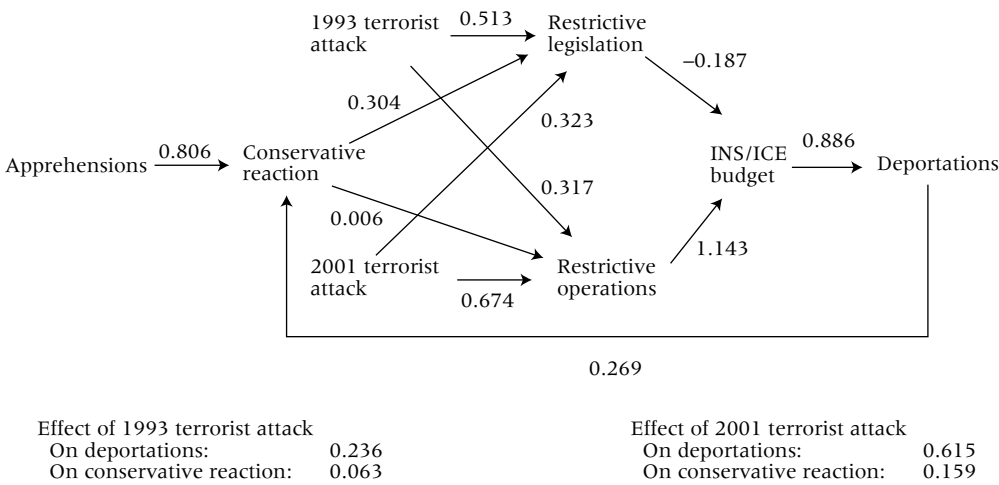 1993 terrorist
attack
0.513
Restrictive
legislation
–0.187
0.304
0.323
Apprehensions
0.806
Conservative
reaction
INS/ICE
budget
0.886
Deportations
0.317
0.006
1.143
2001 terrorist
attack
0.674
Restrictive
operations
0.269
Effect of 1993 terrorist attack
On deportations: 0.236
On conservative reaction: 0.063
Effect of 2001 terrorist attack
On deportations: 0.615
On conservative reaction: 0.159